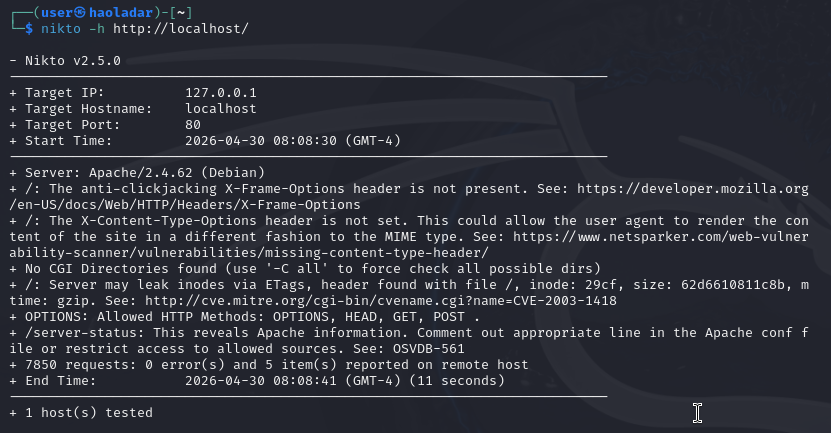 ┌──(user㉿haoladar)-[~]
└─$ nikto -h http://localhost/
- Nikto v2.5.0
+ Target IP: 127.0.0.1
+ Target Hostname: localhost
+ Target Port: 80
+ Start Time: 2026-04-30 08:08:30 (GMT-4)
+ Server: Apache/2.4.62 (Debian)
+ /: The anti-clickjacking X-Frame-Options header is not present. See: https://developer.mozilla.org
/en-US/docs/Web/HTTP/Headers/X-Frame-Options
+ /: The X-Content-Type-Options header is not set. This could allow the user agent to render the con
tent of the site in a different fashion to the MIME type. See: https://www.netsparker.com/web-vulner
ability-scanner/vulnerabilities/missing-content-type-header/
+ No CGI Directories found (use '-C all' to force check all possible dirs)
+ /: Server may leak inodes via ETags, header found with file /, inode: 29cf, size: 62d6610811c8b, m
time: gzip. See: http://cve.mitre.org/cgi-bin/cvename.cgi?name=CVE-2003-1418
+ OPTIONS: Allowed HTTP Methods: OPTIONS, HEAD, GET, POST .
+ /server-status: This reveals Apache information. Comment out appropriate line in the Apache conf f
ile or restrict access to allowed sources. See: OSVDB-561
+ 7850 requests: 0 error(s) and 5 item(s) reported on remote host
+ End Time: 2026-04-30 08:08:41 (GMT-4) (11 seconds)
+ 1 host(s) tested